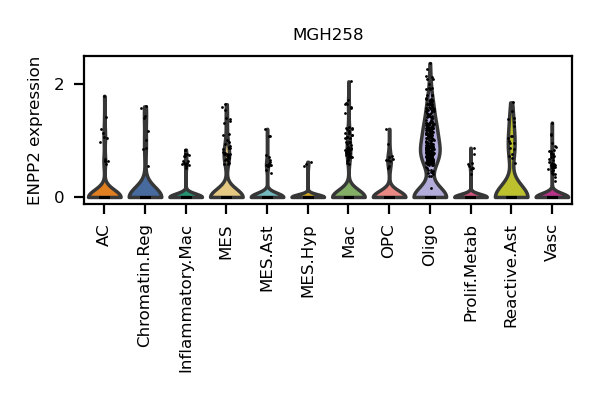 MGH258
ENPP2 expression
2
0
AC
Chromatin.Reg
Inflammatory.Mac
MES
MES.Ast
MES.Hyp
Mac
OPC
Oligo
Prolif.Metab
Reactive.Ast
Vasc